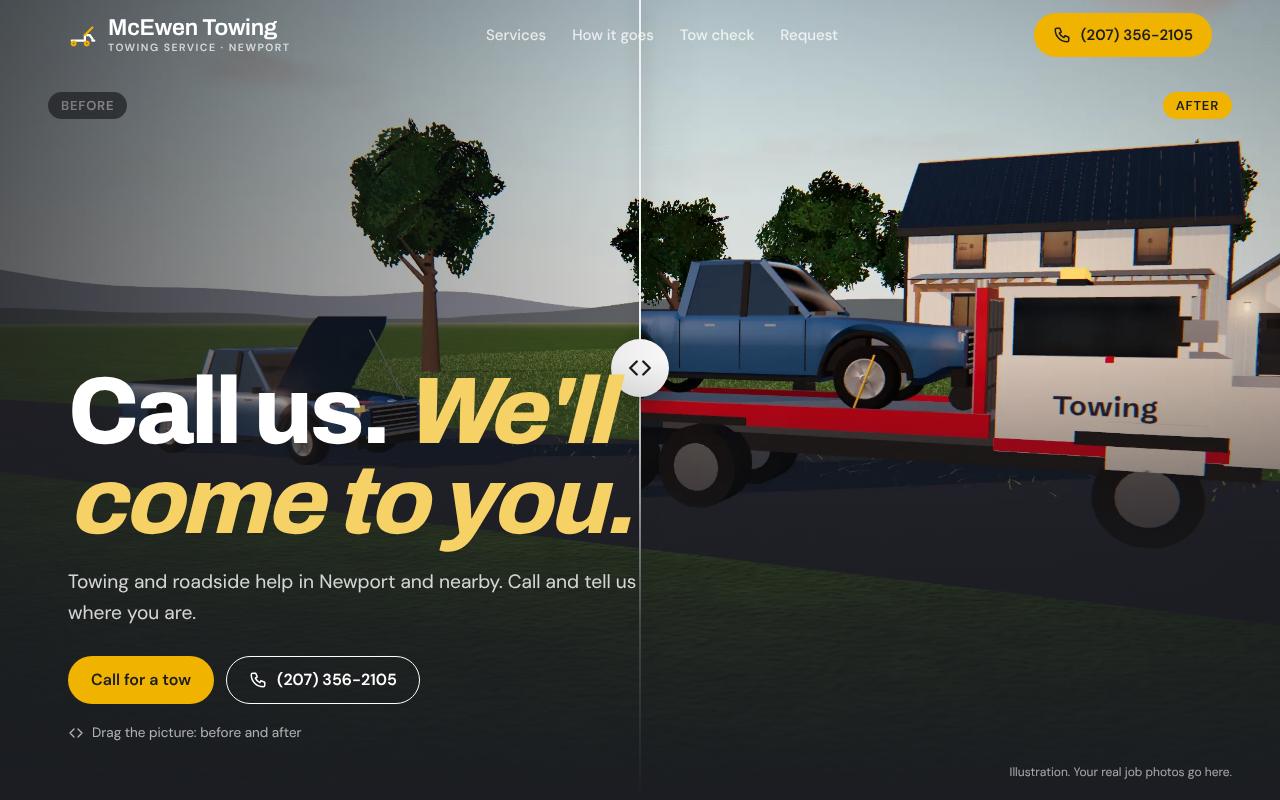 McEwen Towing
TOWING SERVICE · NEWPORT
Services
How it goes
Tow check
Request
(207) 356-2105
BEFORE
AFTER
Towing
Call us. We'll
come to you.
Towing and roadside help in Newport and nearby. Call and tell us
where you are.
Call for a tow
(207) 356-2105
Drag the picture: before and after
Illustration. Your real job photos go here.